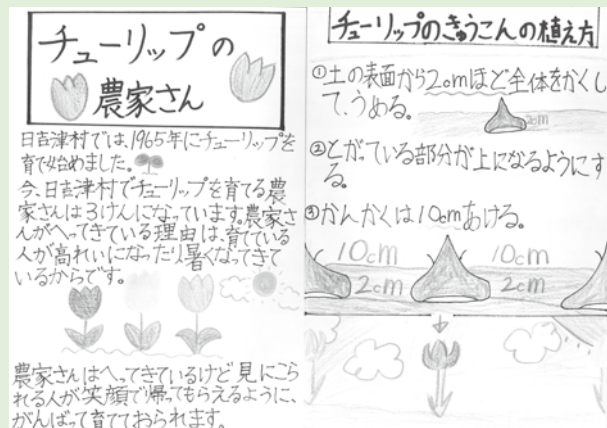 チューリップの
農家さん
日吉津村では、1965年にチューリップを
育て始めました。
今、日吉津村でチューリップを育てる農
家さんは3けんになっています。農家さ
んがへってきている理由は、育てている
人が高れいになったり暑くなってきて
いるからです。
農家さんはへってきているけど見にこら
れる人が笑顔で帰ってもらえるように、
がんばって育てておられます。
チューリップのきゅうこんの植え方
①土の表面から2cmほど全体をかくし
て、うめる。
2cm
②とがっている部分が上になるようにす
る。
③かんかくは10cmあける。
10cm 10cm
2cm 2cm